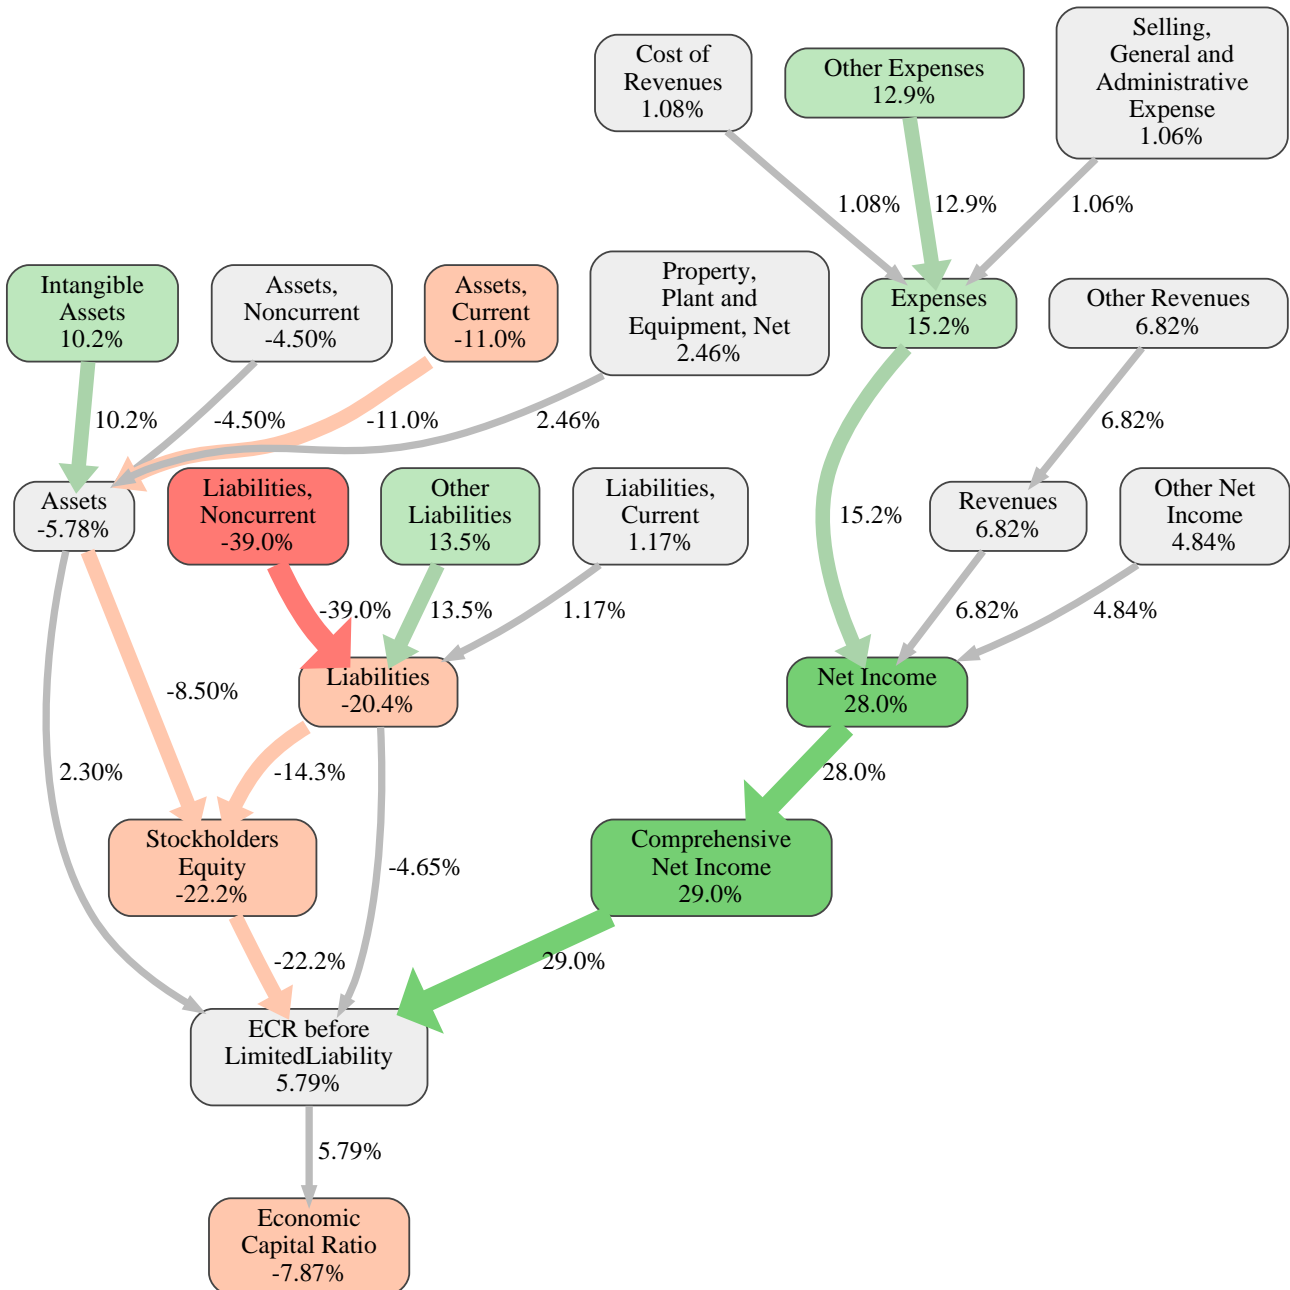 Cost of
Revenues
1.08%
Other Expenses
12.9%
Selling,
General and
Administrative
Expense
1.06%
1.08%
12.9%
1.06%
Intangible
Assets
10.2%
Assets,
Noncurrent
-4.50%
Assets,
Current
-11.0%
Property,
Plant and
Equipment, Net
2.46%
Expenses
15.2%
Other Revenues
6.82%
10.2%
-4.50%
-11.0%
2.46%
6.82%
Assets
-5.78%
Liabilities,
Noncurrent
-39.0%
Other
Liabilities
13.5%
Liabilities,
Current
1.17%
15.2%
Revenues
6.82%
Other Net
Income
4.84%
-39.0%
13.5%
1.17%
6.82%
4.84%
-8.50%
Liabilities
-20.4%
Net Income
28.0%
2.30%
-14.3%
28.0%
Stockholders
Equity
-22.2%
-4.65%
Comprehensive
Net Income
29.0%
-22.2%
29.0%
ECR before
LimitedLiability
5.79%
5.79%
Economic
Capital Ratio
-7.87%